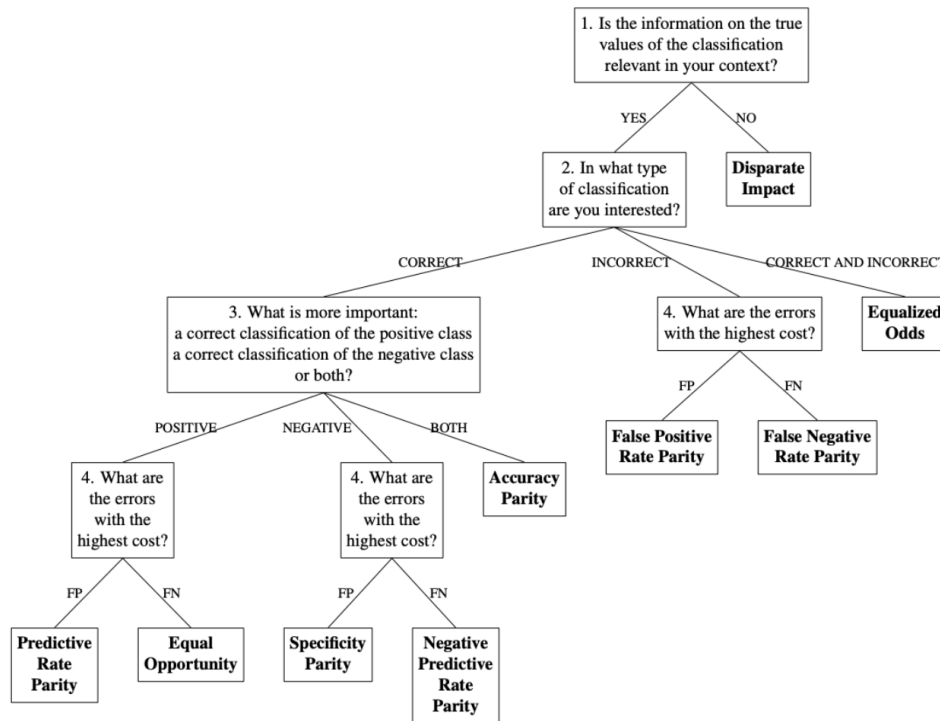 1. Is the information on the true
values of the classification
relevant in your context?
YES
NO
2. In what type
of classification
are you interested?
Disparate
Impact
CORRECT
INCORRECT
CORRECT AND INCORRECT
3. What is more important:
a correct classification of the positive class
a correct classification of the negative class
or both?
4. What are the errors
with the highest cost?
Equalized
Odds
POSITIVE
NEGATIVE
BOTH
FP
FN
4. What are
the errors
with the
highest cost?
4. What are
the errors
with the
highest cost?
Accuracy
Parity
False Positive
Rate Parity
False Negative
Rate Parity
FP
FN
FP
FN
Predictive
Rate
Parity
Equal
Opportunity
Specificity
Parity
Negative
Predictive
Rate
Parity